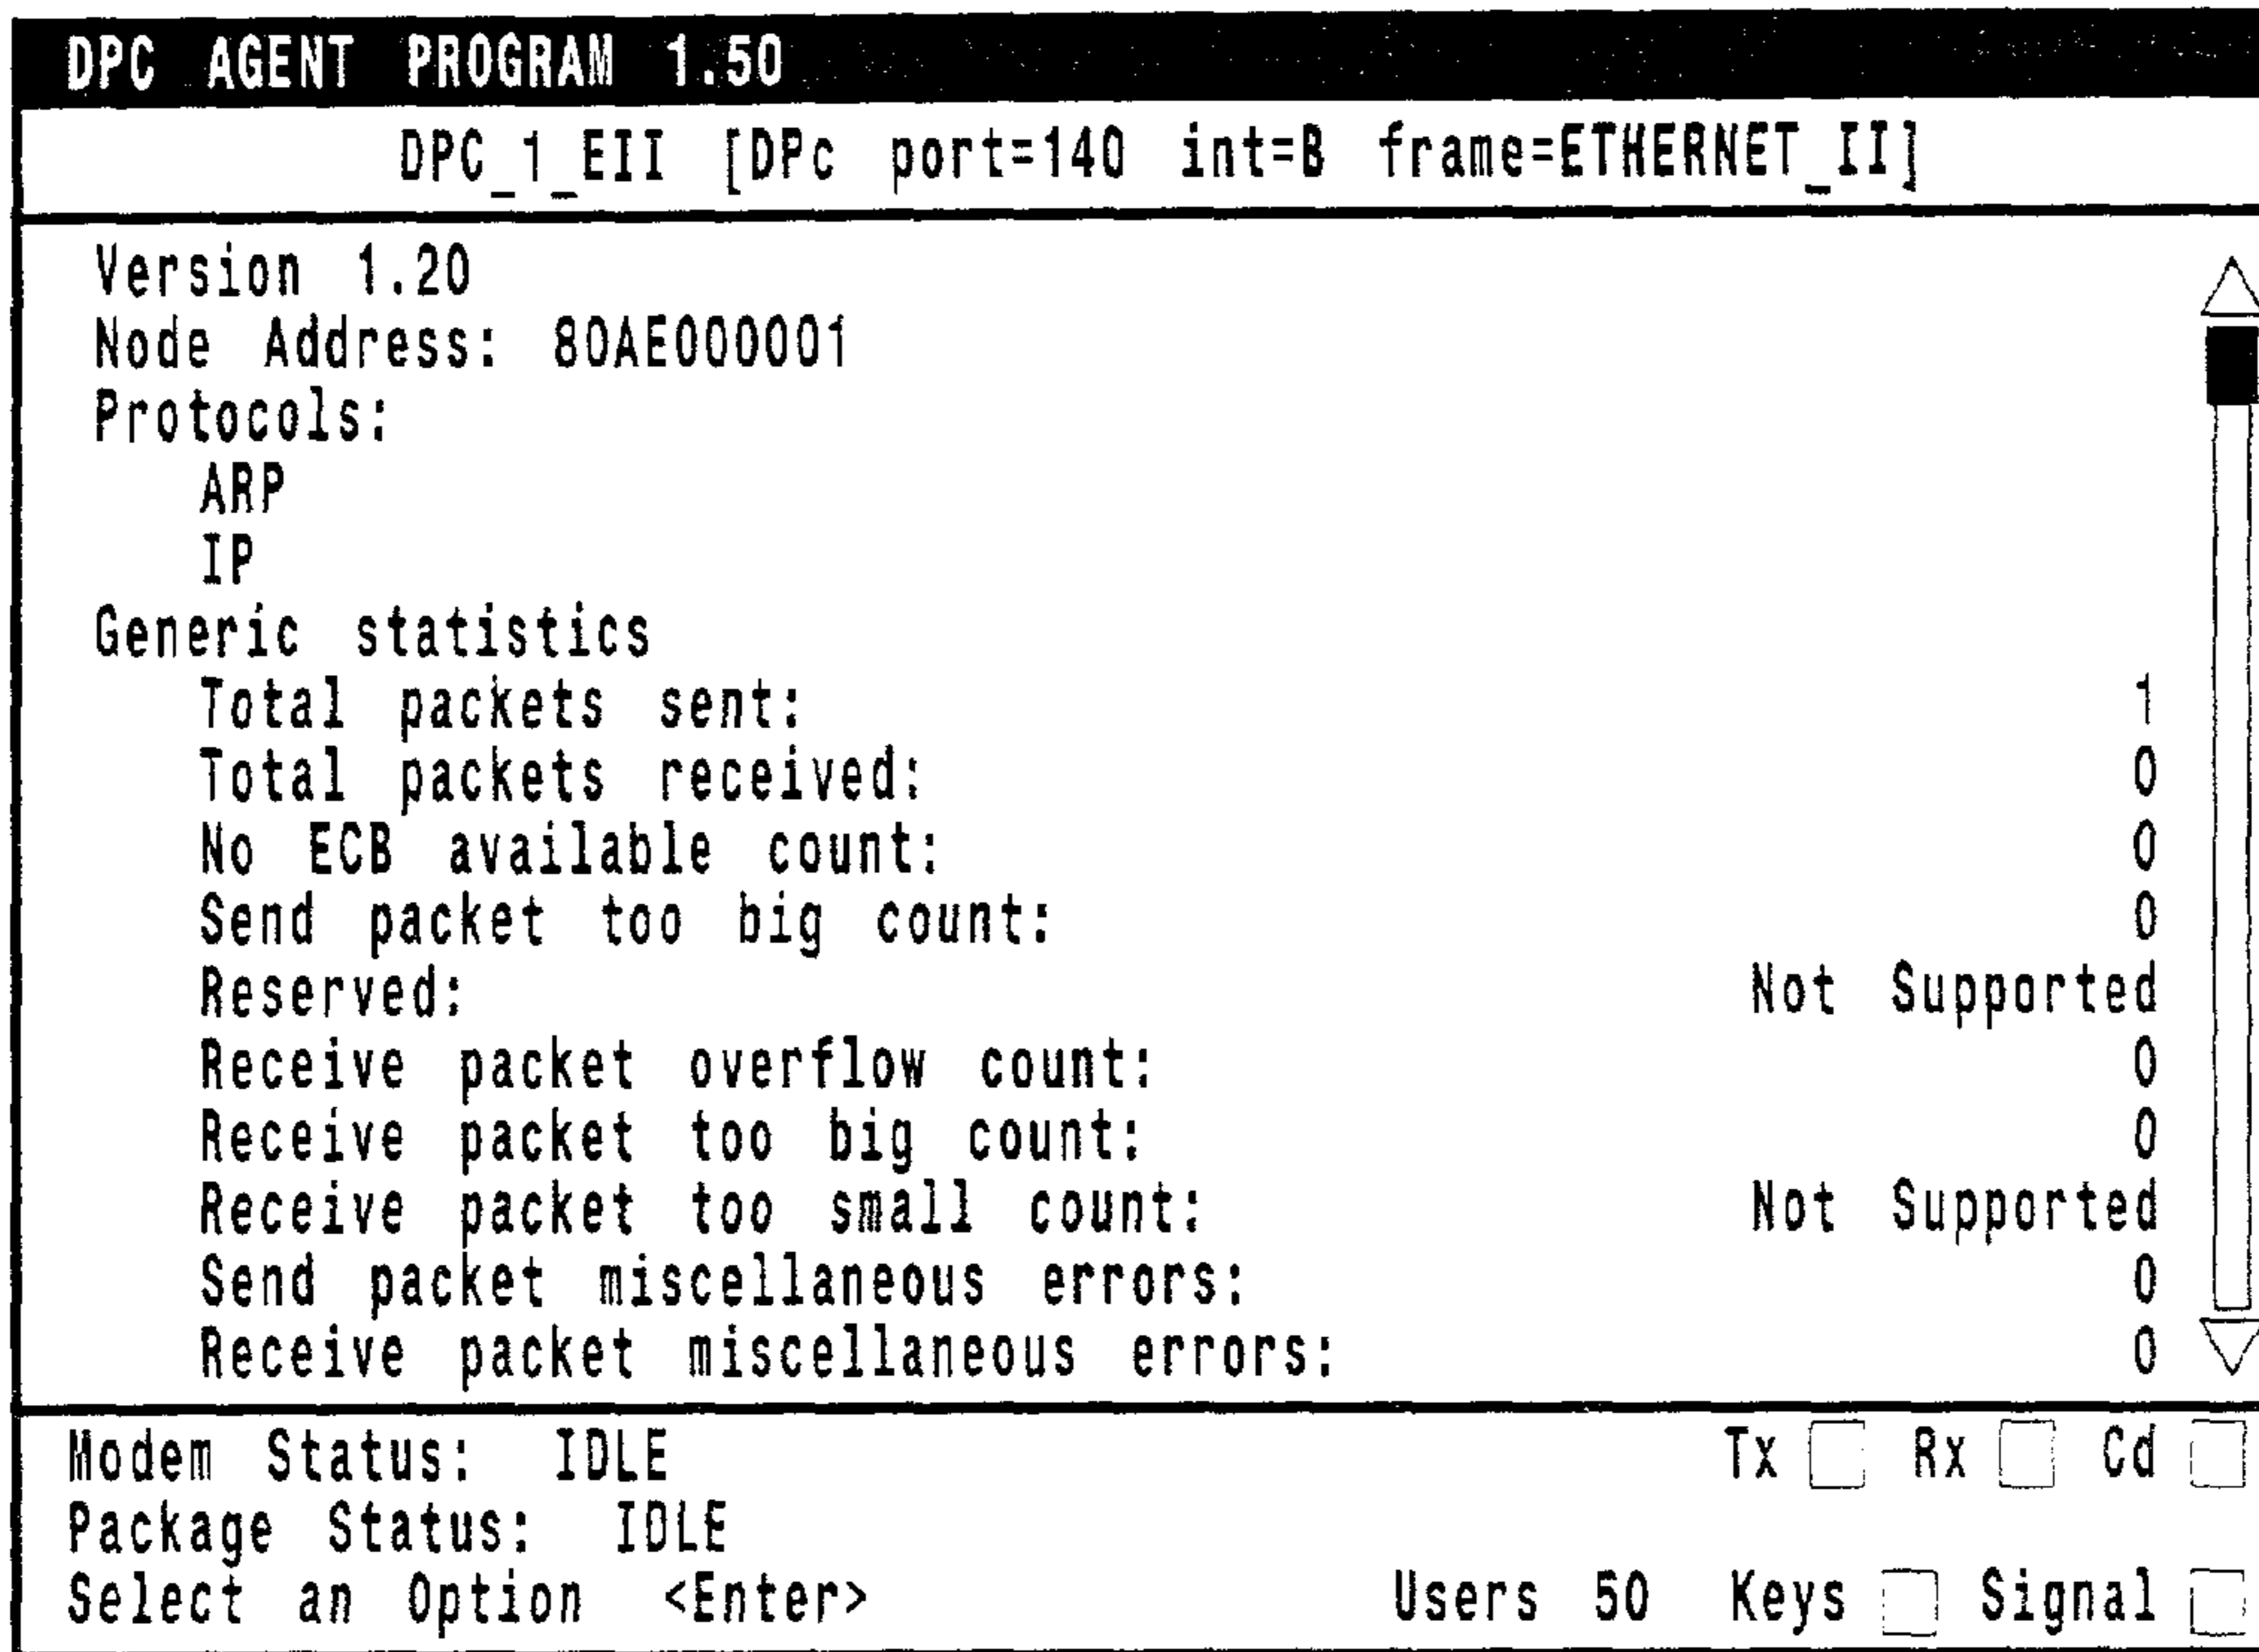 DPC AGENT PROGRAM 1.50
DPC_1_EII [DPc port=140 int=B frame=ETHERNET_II]
Version 1.20
Node Address: 80AE000001
Protocols:
ARP
IP
Generic statistics
Total packets sent: 1
Total packets received: 0
No ECB available count: 0
Send packet too big count: 0
Reserved: Not Supported
Receive packet overflow count: 0
Receive packet too big count: 0
Receive packet too small count: Not Supported
Send packet miscellaneous errors: 0
Receive packet miscellaneous errors: 0
Modem Status: IDLE Tx Rx Cd
Package Status: IDLE
Select an Option <Enter> Users 50 Keys Signal